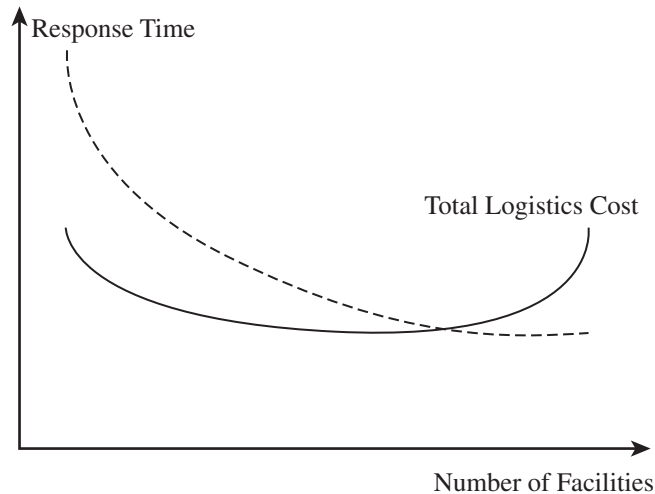 Response Time
Total Logistics Cost
Number of Facilities